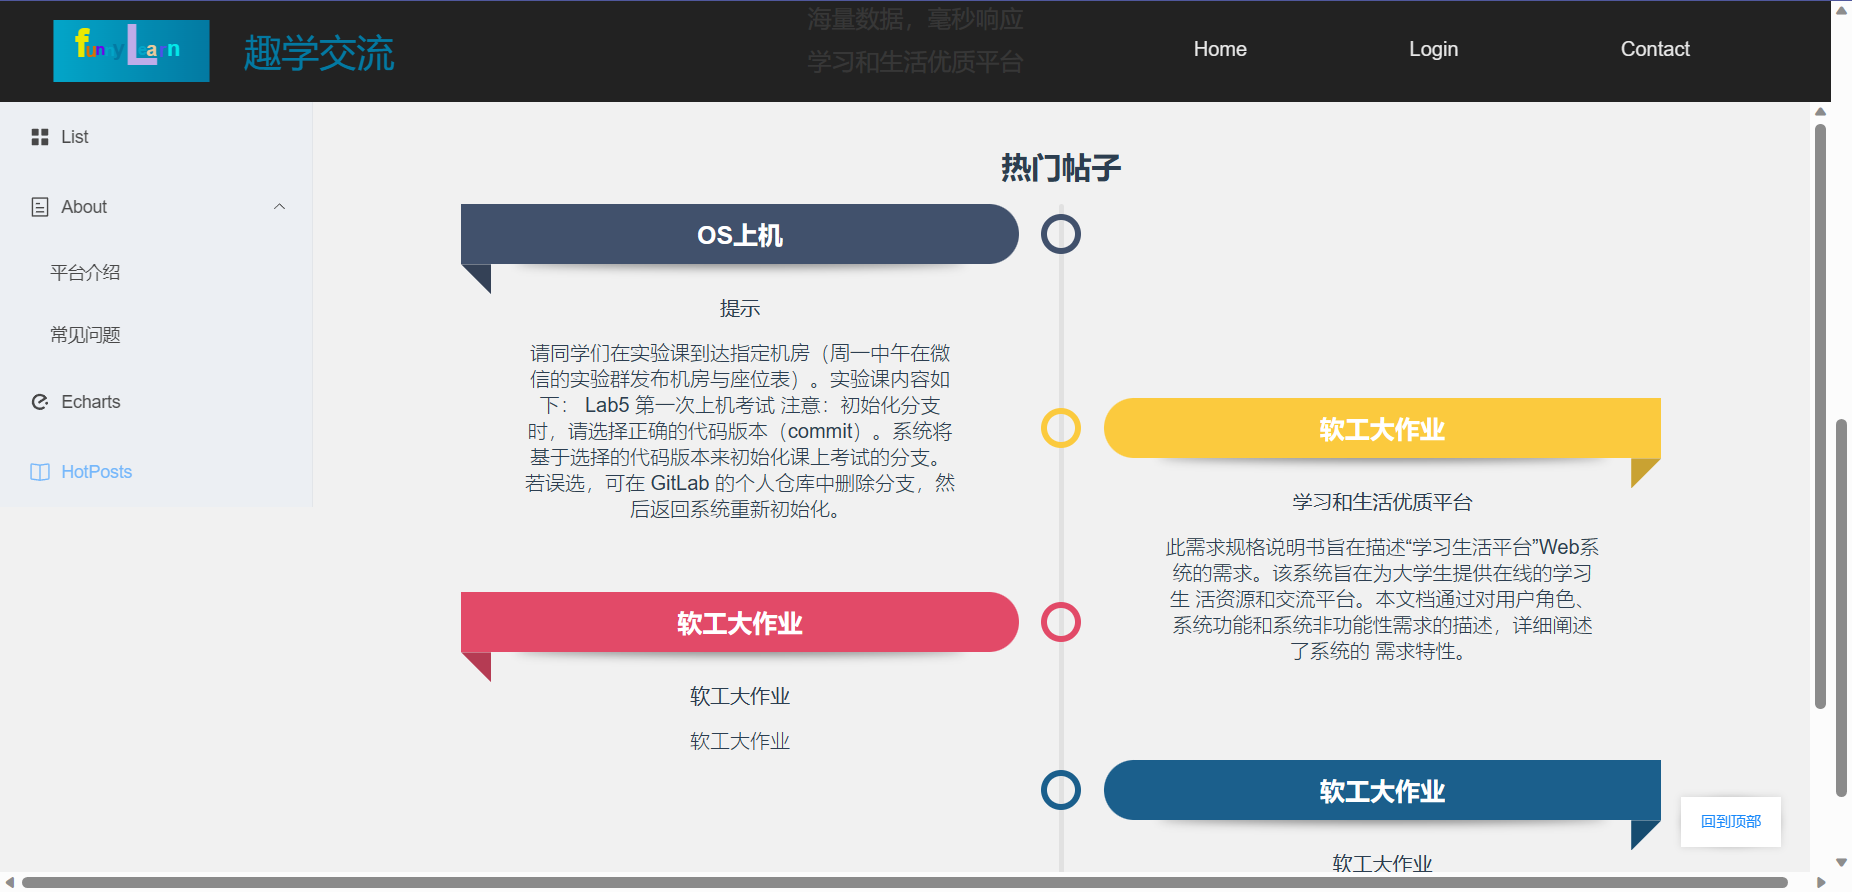 funnyLearn
趣学交流
海量数据，毫秒响应
学习和生活优质平台
Home
Login
Contact
List
About
平台介绍
常见问题
Echarts
HotPosts
热门帖子
OS上机
提示
请同学们在实验课到达指定机房（周一中午在微
信的实验群发布机房与座位表）。实验课内容如
下： Lab5 第一次上机考试 注意：初始化分支
时，请选择正确的代码版本（commit）。系统将
基于选择的代码版本来初始化课上考试的分支。
若误选，可在 GitLab 的个人仓库中删除分支，然
后返回系统重新初始化。
软工大作业
学习和生活优质平台
此需求规格说明书旨在描述“学习生活平台”Web系
统的需求。该系统旨在为大学生提供在线的学习
生 活资源和交流平台。本文档通过对用户角色、
系统功能和系统非功能性需求的描述，详细阐述
了系统的 需求特性。
软工大作业
软工大作业
软工大作业
软工大作业
软工大作业
回到顶部